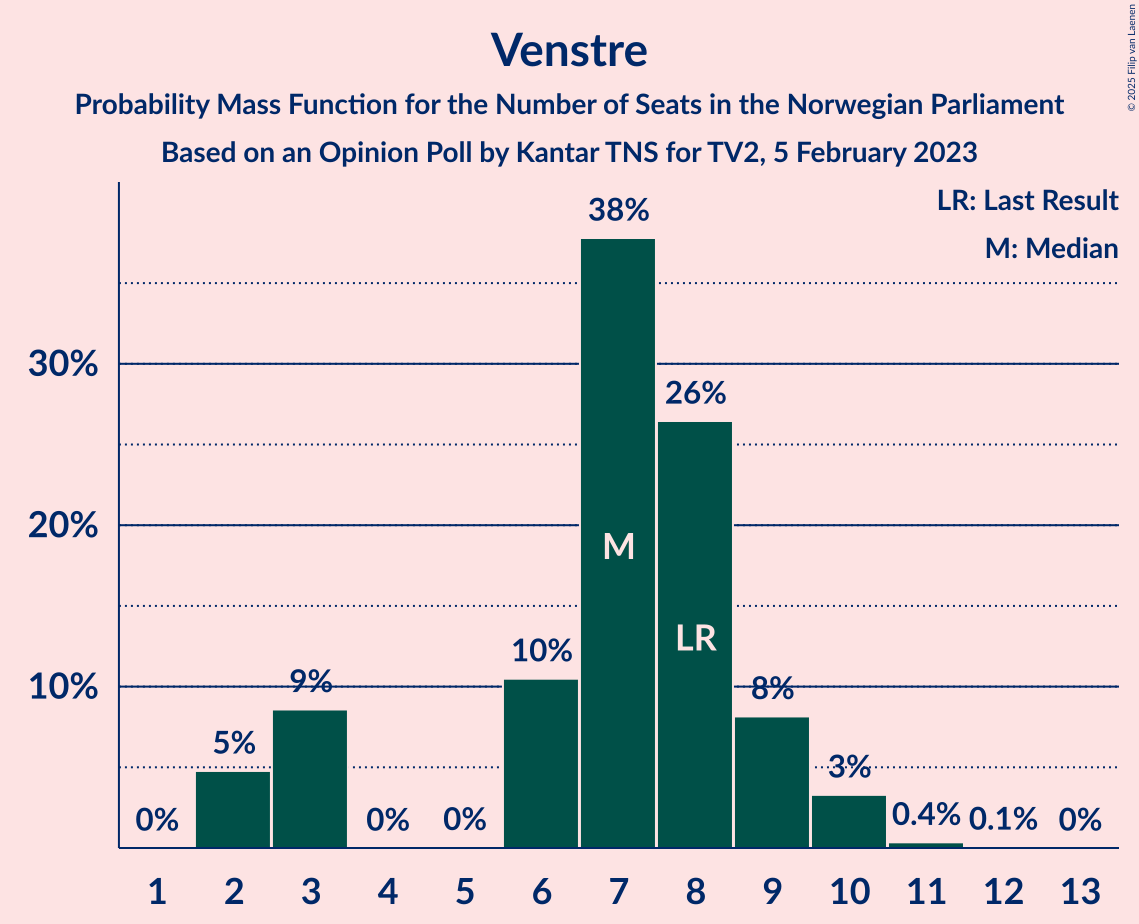 © 2025 Filip van Laenen
Venstre
Probability Mass Function for the Number of Seats in the Norwegian Parliament
Based on an Opinion Poll by Kantar TNS for TV2, 5 February 2023
LR: Last Result
M: Median
38%
30%
26%
20%
M
LR
10%
10%
9%
8%
5%
3%
0%
0%
0%
0.4%
0.1%
0%
1 2 3 4 5 6 7 8 9 10 11 12 13